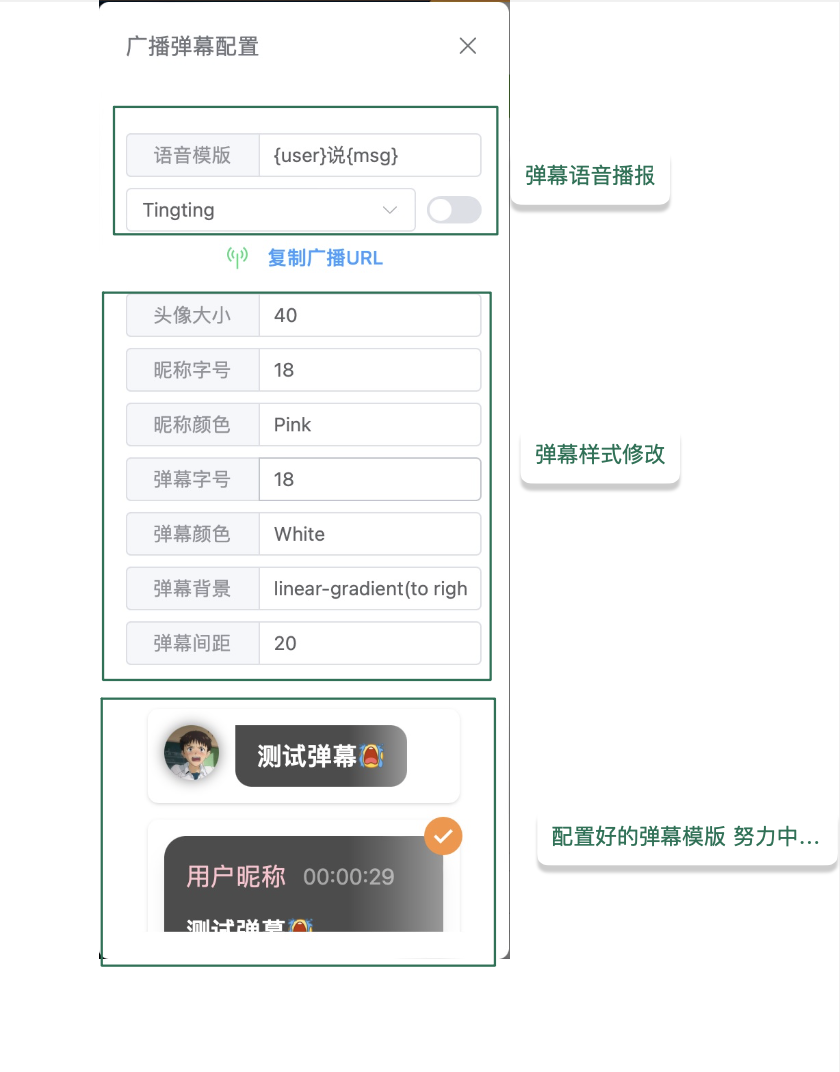 广播弹幕配置
语音模版 {user}说{msg}
Tingting
弹幕语音播报
复制广播URL
头像大小 40
昵称字号 18
昵称颜色 Pink
弹幕字号 18
弹幕样式修改
弹幕颜色 White
弹幕背景 linear-gradient(to righ
弹幕间距 20
测试弹幕😭
配置好的弹幕模版 努力中...
用户昵称 00:00:29
测试弹幕😭